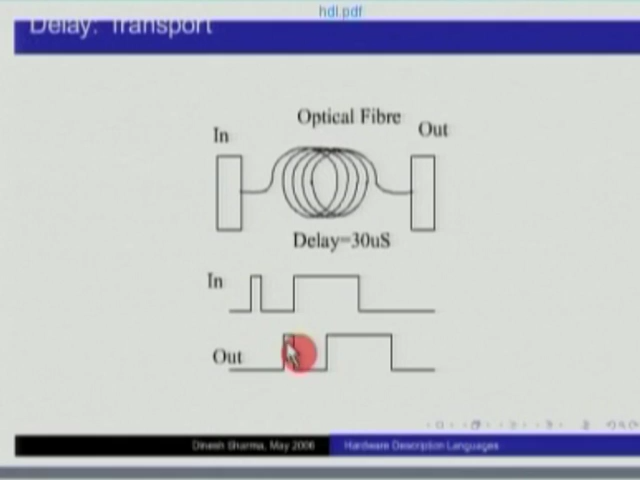 hdl.pdf
Delay: Transport
Optical Fibre
In
Out
Delay=30uS
In
Out
Dinesh Sharma, May 2006
Hardware Description Languages